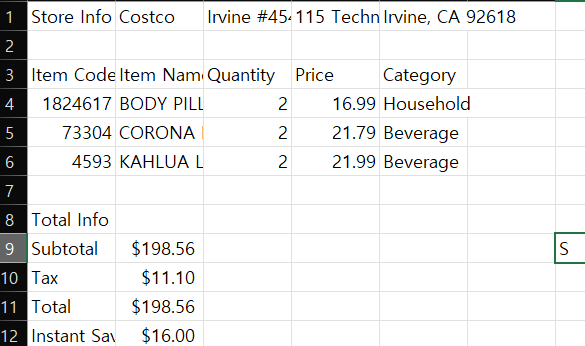 1 Store Info Costco Irvine #454 115 Techn Irvine, CA 92618
2
3 Item Code Item Name Quantity Price Category
4 1824617 BODY PILL 2 16.99 Household
5 73304 CORONA 2 21.79 Beverage
6 4593 KAHLUA L 2 21.99 Beverage
7
8 Total Info
9 Subtotal $198.56 S
10 Tax $11.10
11 Total $198.56
12 Instant Sav $16.00